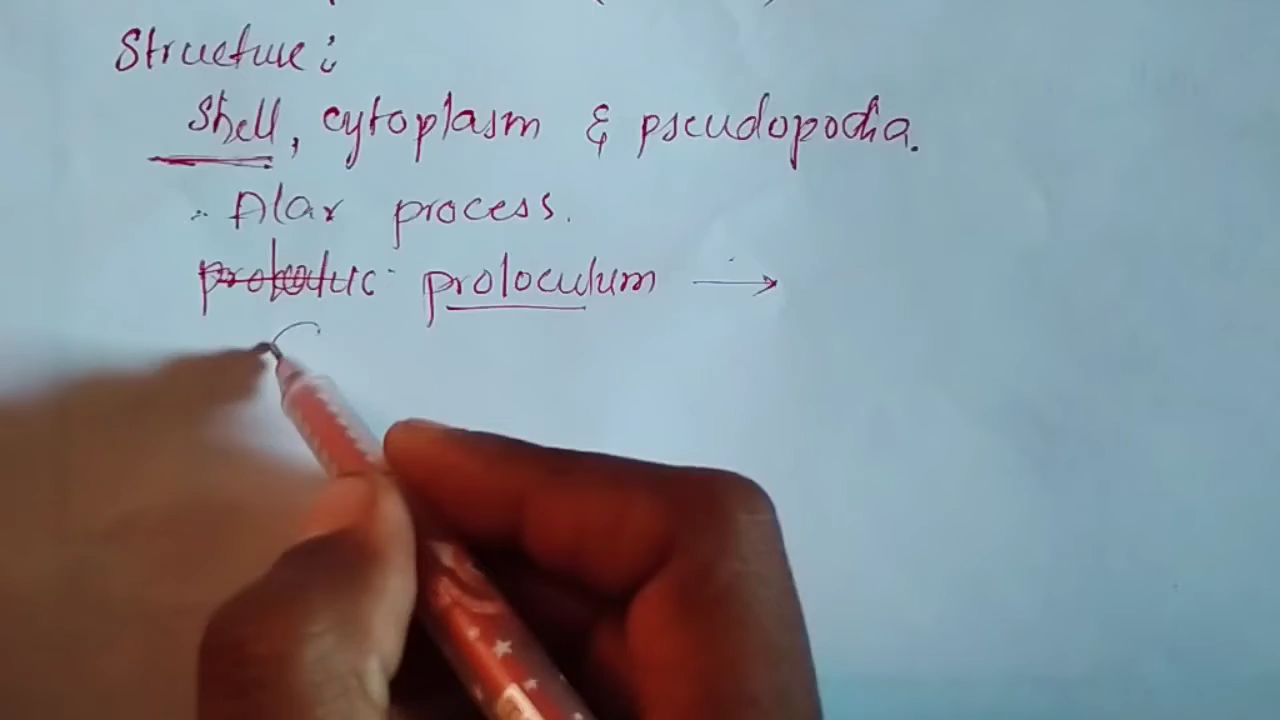 Structure:
Shell, cytoplasm & pseudopodia.
Alar process.
proloculum →